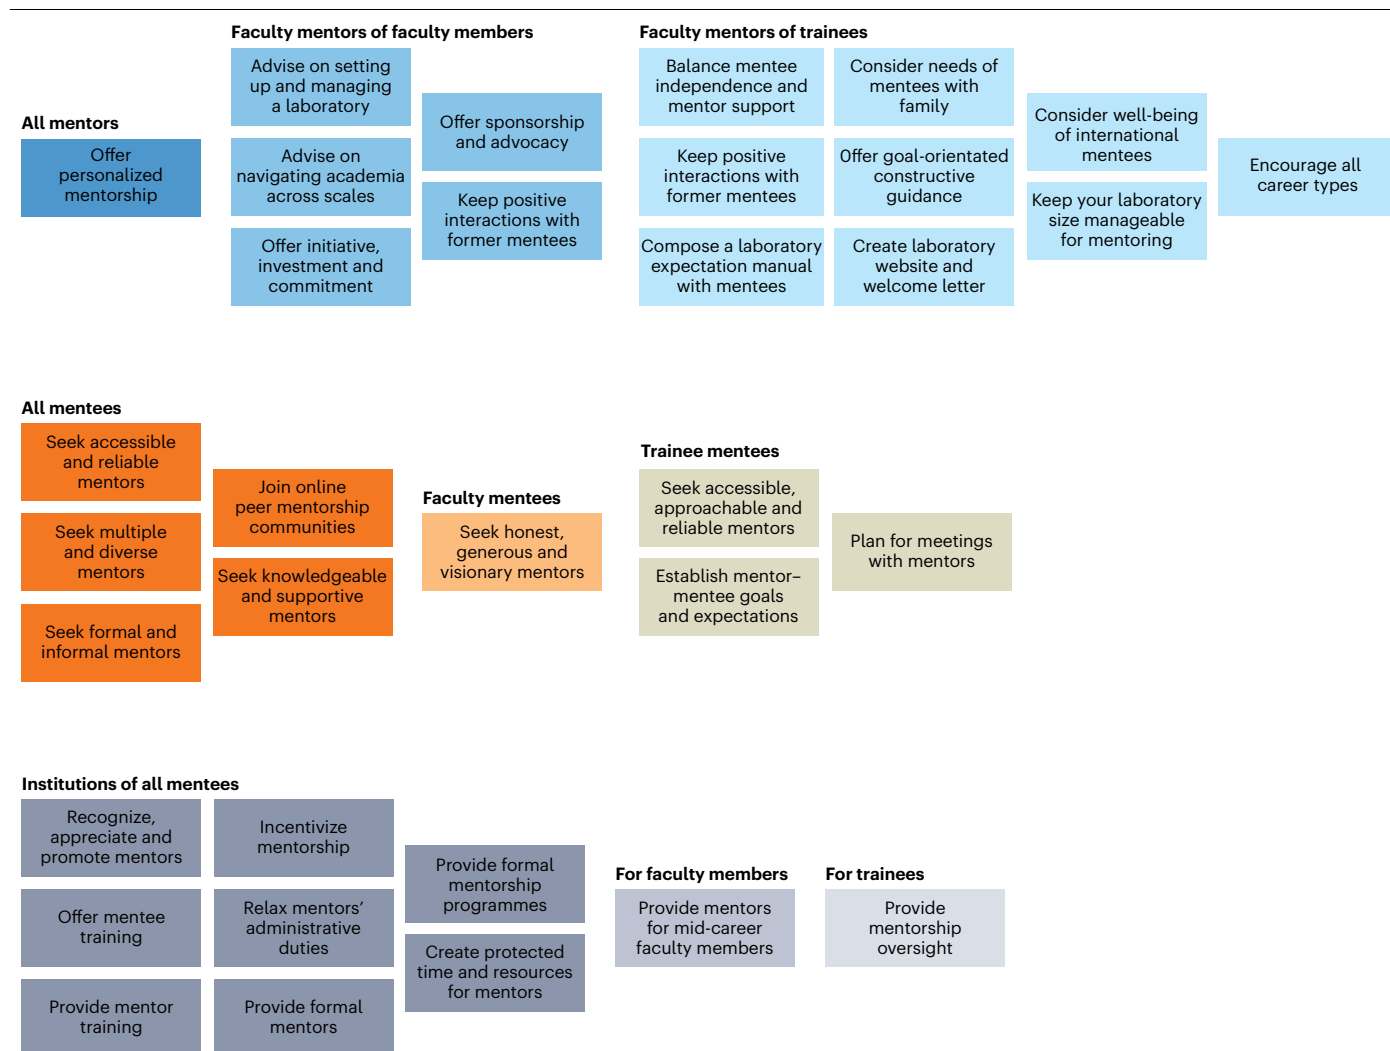 Faculty mentors of faculty members
Advise on setting
up and managing
a laboratory
Advise on
navigating academia
across scales
Offer initiative,
investment and
commitment
Offer sponsorship
and advocacy
Keep positive
interactions with
former mentees
All mentors
Offer
personalized
mentorship
Faculty mentors of trainees
Balance mentee
independence and
mentor support
Keep positive
interactions with
former mentees
Compose a laboratory
expectation manual
with mentees
Consider needs of
mentees with
family
Offer goal-orientated
constructive
guidance
Create laboratory
website and
welcome letter
Consider well-being
of international
mentees
Keep your laboratory
size manageable
for mentoring
Encourage all
career types
All mentees
Seek accessible
and reliable
mentors
Seek multiple
and diverse
mentors
Seek formal and
informal mentors
Join online
peer mentorship
communities
Seek knowledgeable
and supportive
mentors
Faculty mentees
Seek honest,
generous and
visionary mentors
Trainee mentees
Seek accessible,
approachable and
reliable mentors
Establish mentor–
mentee goals
and expectations
Plan for meetings
with mentors
Institutions of all mentees
Recognize,
appreciate and
promote mentors
Offer mentee
training
Provide mentor
training
Incentivize
mentorship
Relax mentors’
administrative
duties
Provide formal
mentors
Provide formal
mentorship
programmes
Create protected
time and resources
for mentors
For faculty members
Provide mentors
for mid-career
faculty members
For trainees
Provide
mentorship
oversight